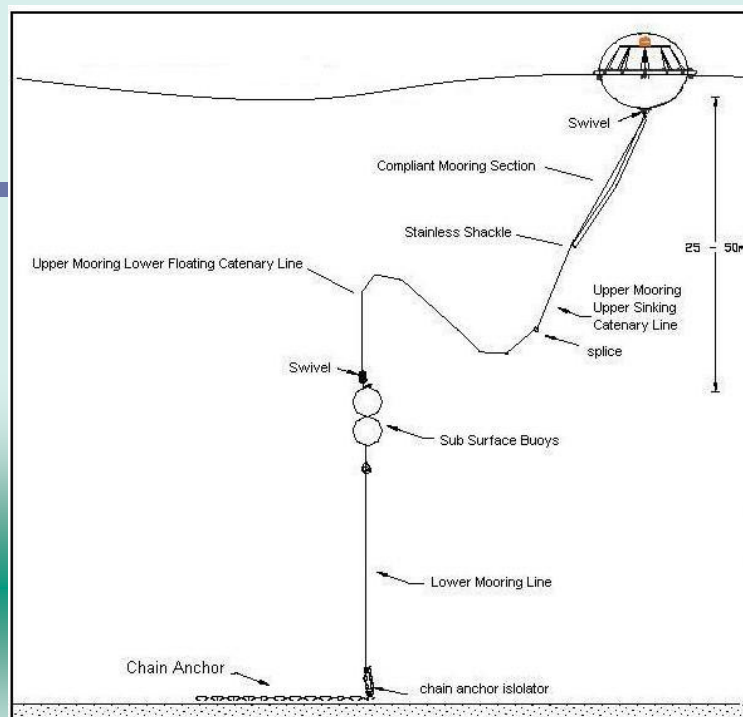 Swivel
Compliant Mooring Section
Stainless Shackle
25 - 50m
Upper Mooring Lower Floating Catenary Line
Upper Mooring
Upper Sinking
Catenary Line
splice
Swivel
Sub Surface Buoys
Lower Mooring Line
Chain Anchor
chain anchor islolator